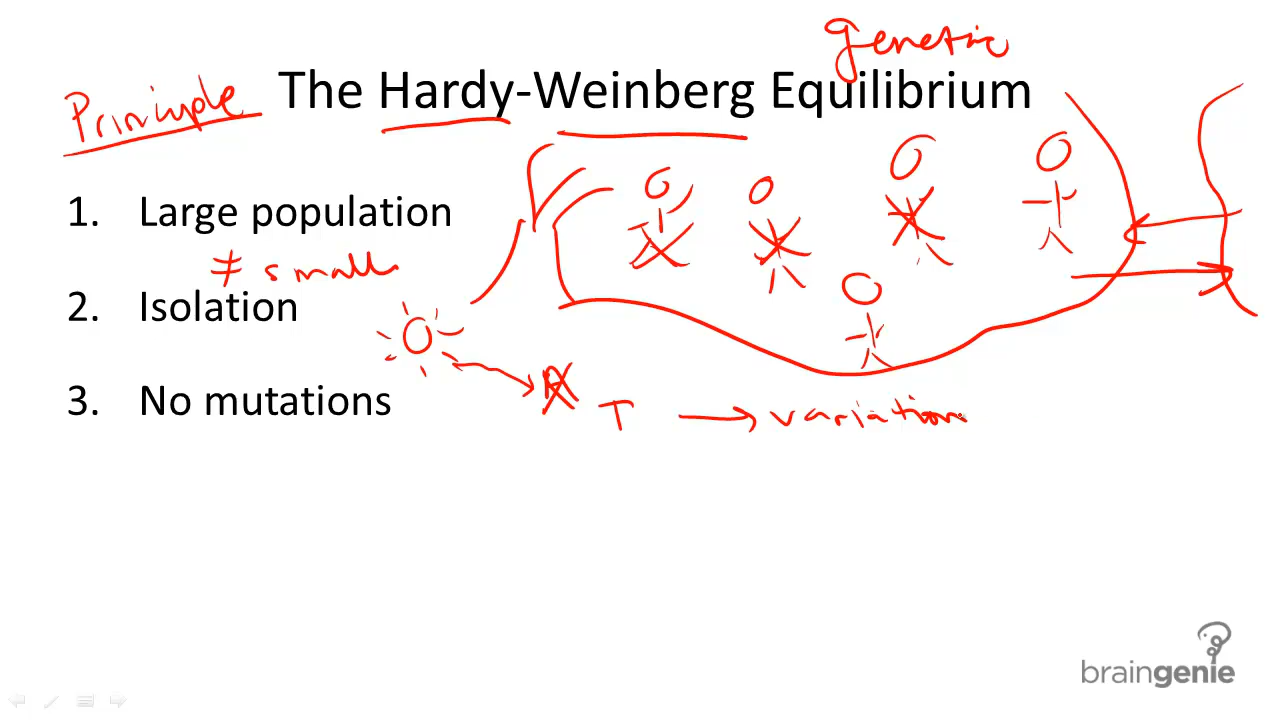 genetic
Principle The Hardy-Weinberg Equilibrium
1. Large population
≠ small
2. Isolation
3. No mutations
A T → variation
braingenie